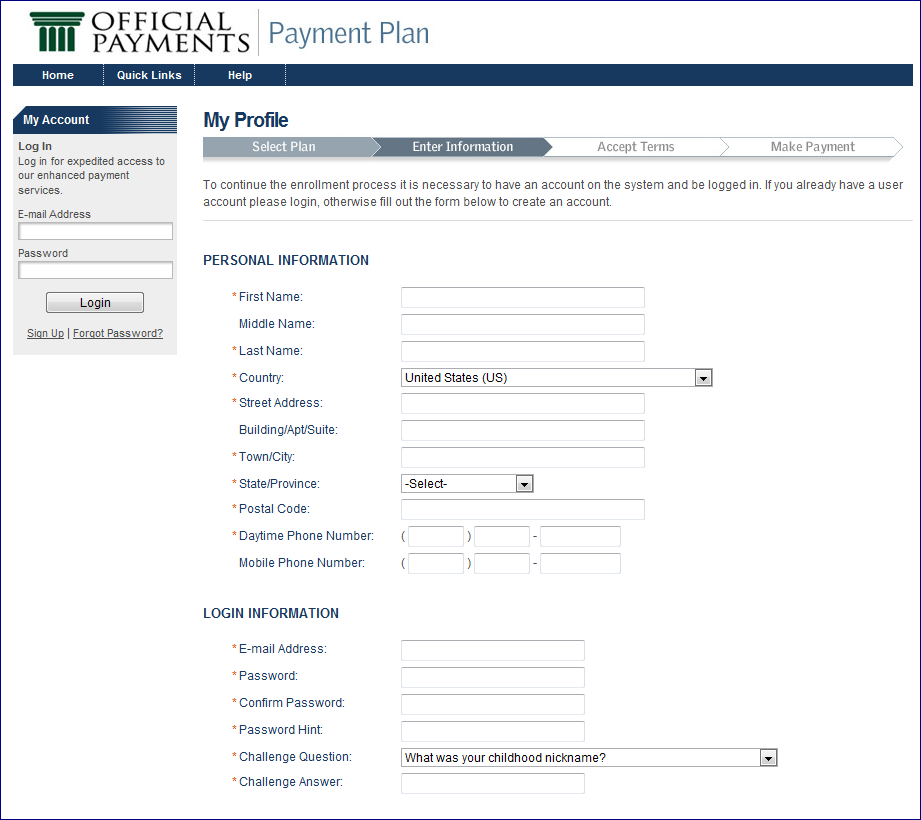 OFFICIAL
PAYMENTS
Payment Plan
Home Quick Links Help
My Account
Log In
Log in for expedited access to
our enhanced payment
services.
E-mail Address
Password
Login
Sign Up | Forgot Password?
My Profile
Select Plan Enter Information Accept Terms Make Payment
To continue the enrollment process it is necessary to have an account on the system and be logged in. If you already have a user
account please login, otherwise fill out the form below to create an account.
PERSONAL INFORMATION
* First Name:
Middle Name:
* Last Name:
* Country: United States (US)
* Street Address:
Building/Apt/Suite:
* Town/City:
* State/Province: -Select-
* Postal Code:
* Daytime Phone Number: ( ) -
Mobile Phone Number: ( ) -
LOGIN INFORMATION
* E-mail Address:
* Password:
* Confirm Password:
* Password Hint:
* Challenge Question: What was your childhood nickname?
* Challenge Answer: